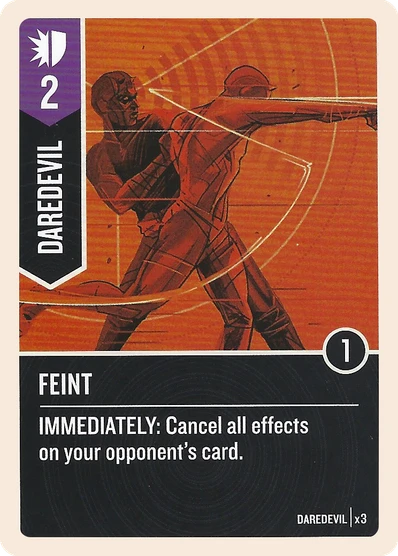 2
DAREDEVIL
1
FEINT
IMMEDIATELY: Cancel all effects
on your opponent's card.
DAREDEVIL | x3